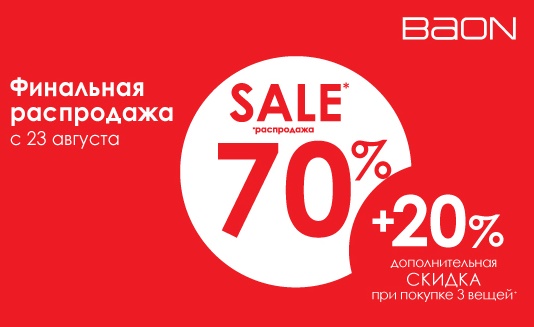 BAON
Финальная
распродажа
с 23 августа
SALE*
*распродажа
70%
+20%
дополнительная
СКИДКА
при покупке 3 вещей*